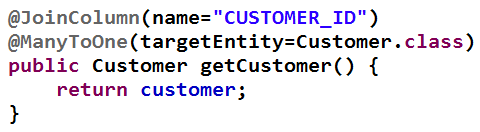 @JoinColumn(name="CUSTOMER_ID")
@ManyToOne(targetEntity=Customer.class)
public Customer getCustomer() {
    return customer;
}